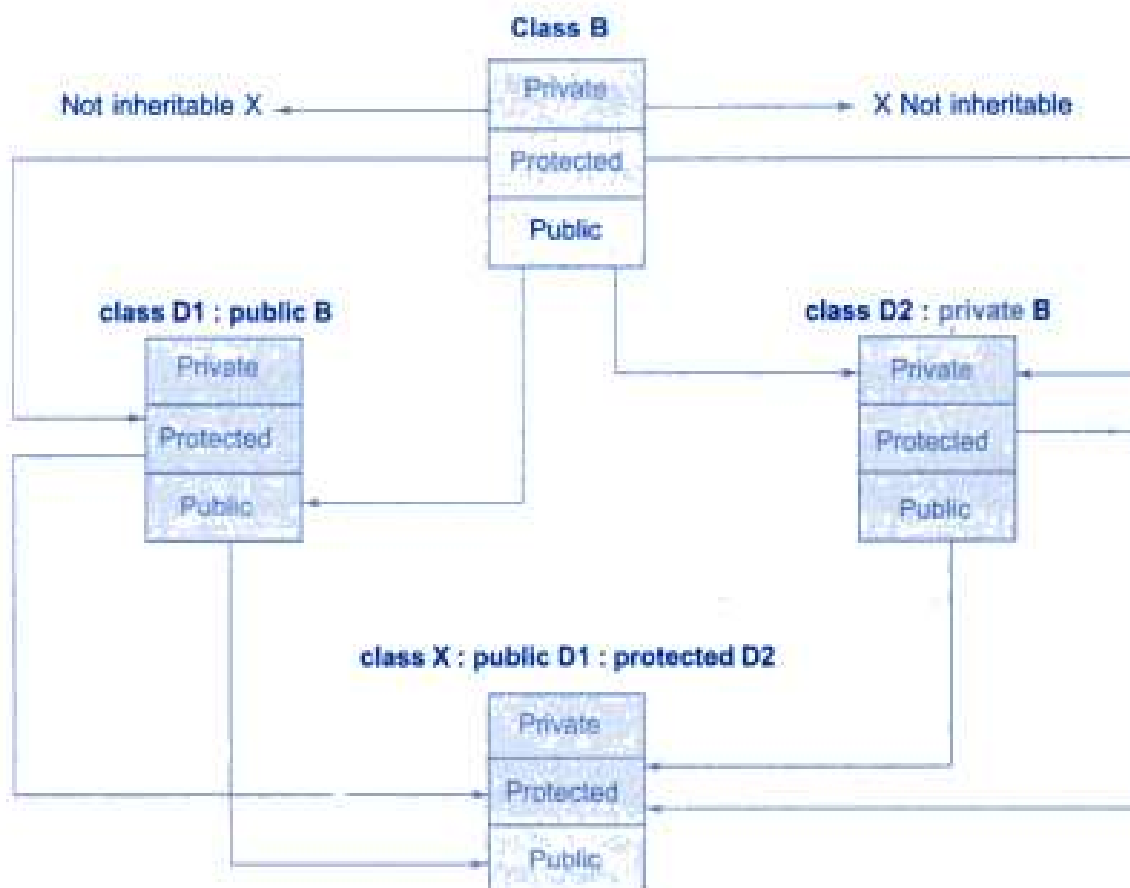 Class B
Private
Not inheritable X
X Not inheritable
Protected
Public
class D1 : public B
class D2 : private B
Private
Protected
Public
Private
Protected
Public
class X : public D1 : protected D2
Private
Protected
Public